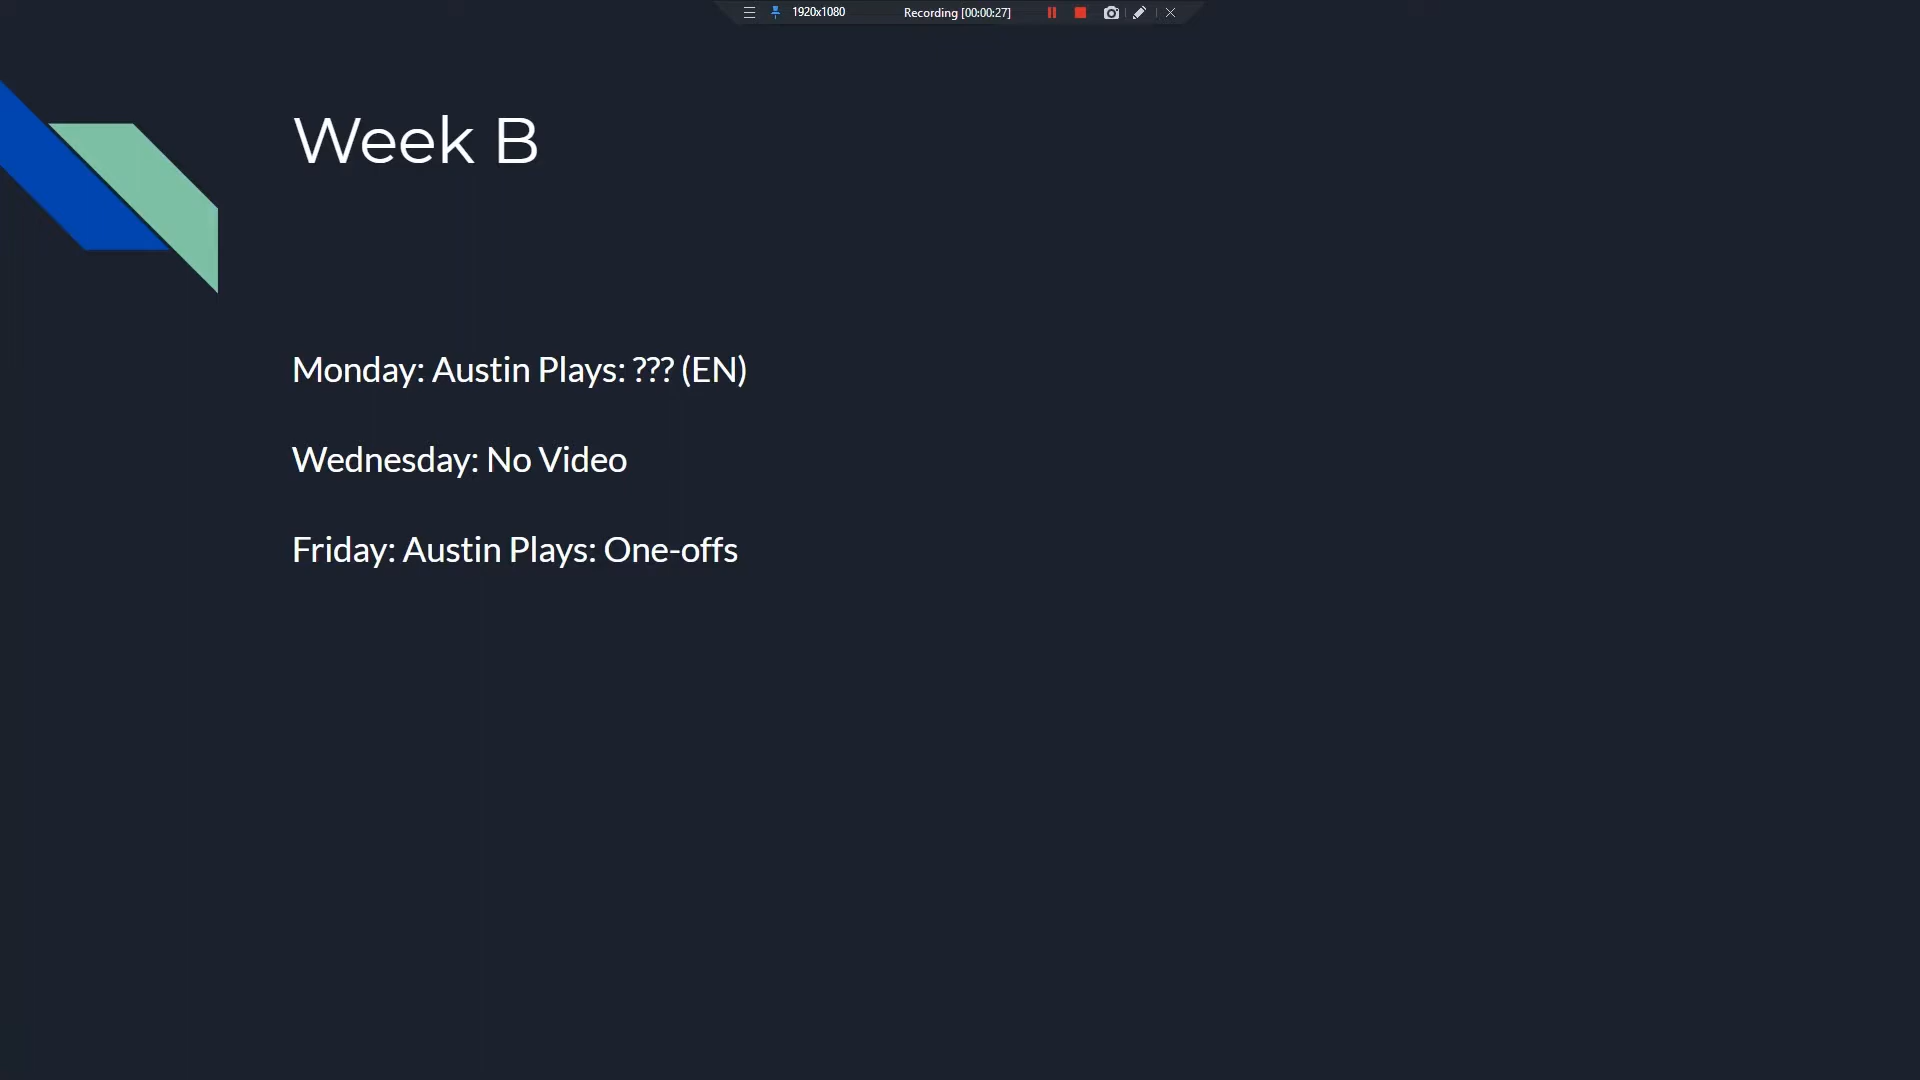 1920x1080 Recording [00:00:27]
Week B
Monday: Austin Plays: ??? (EN)
Wednesday: No Video
Friday: Austin Plays: One-offs